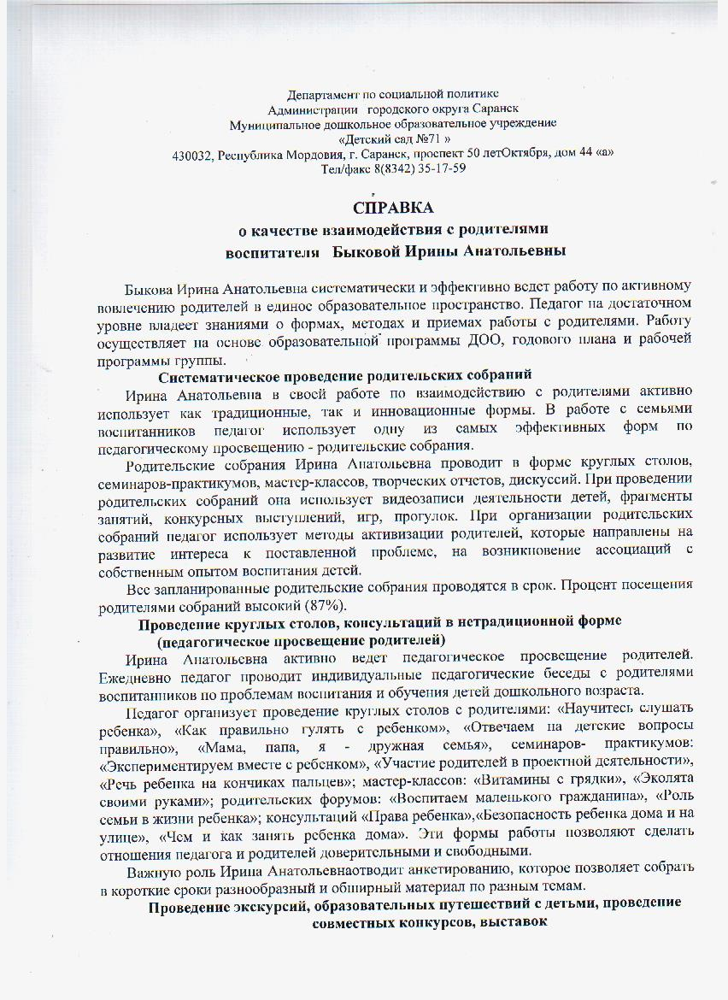 Департамент по социальной политике
Администрации городского округа Саранск
Муниципальное дошкольное образовательное учреждение
«Детский сад №71 »
430032, Республика Мордовия, г. Саранск, проспект 50 летОктября, дом 44 «а»
Тел/факс 8(8342) 35-17-59
СПРАВКА
о качестве взаимодействия с родителями
воспитателя Быковой Ирины Анатольевны
Быкова Ирина Анатольевна систематически и эффективно ведет работу по активному
вовлечению родителей в единое образовательное пространство. Педагог на достаточном
уровне владеет знаниями о формах, методах и приемах работы с родителями. Работу
осуществляет на основе образовательной программы ДОО, годового плана и рабочей
программы группы.
Систематическое проведение родительских собраний
Ирина Анатольевна в своей работе по взаимодействию с родителями активно
использует как традиционные, так и инновационные формы. В работе с семьями
воспитанников педагог использует одну из самых эффективных форм по
педагогическому просвещению - родительские собрания.
Родительские собрания Ирина Анатольевна проводит в форме круглых столов,
семинаров-практикумов, мастер-классов, творческих отчетов, дискуссий. При проведении
родительских собраний она использует видеозаписи деятельности детей, фрагменты
занятий, конкурсных выступлений, игр, прогулок. При организации родительских
собраний педагог использует методы активизации родителей, которые направлены на
развитие интереса к поставленной проблеме, на возникновение ассоциаций с
собственным опытом воспитания детей.
Все запланированные родительские собрания проводятся в срок. Процент посещения
родителями собраний высокий (87%).
Проведение круглых столов, консультаций в нетрадиционной форме
(педагогическое просвещение родителей)
Ирина Анатольевна активно ведет педагогическое просвещение родителей.
Ежедневно педагог проводит индивидуальные педагогические беседы с родителями
воспитанников по проблемам воспитания и обучения детей дошкольного возраста.
Педагог организует проведение круглых столов с родителями: «Научитесь слушать
ребенка», «Как правильно гулять с ребенком», «Отвечаем на детские вопросы
правильно», «Мама, папа, я - дружная семья», семинаров- практикумов:
«Экспериментируем вместе с ребенком», «Участие родителей в проектной деятельности»,
«Речь ребенка на кончиках пальцев»; мастер-классов: «Витамины с грядки», «Эколята
своими руками»; родительских форумов: «Воспитаем маленького гражданина», «Роль
семьи в жизни ребенка»; консультаций «Права ребенка»,«Безопасность ребенка дома и на
улице», «Чем и как занять ребенка дома». Эти формы работы позволяют сделать
отношения педагога и родителей доверительными и свободными.
Важную роль Ирина Анатольевнаотводит анкетированию, которое позволяет собрать
в короткие сроки разнообразный и обширный материал по разным темам.
Проведение экскурсий, образовательных путешествий с детьми, проведение
совместных конкурсов, выставок